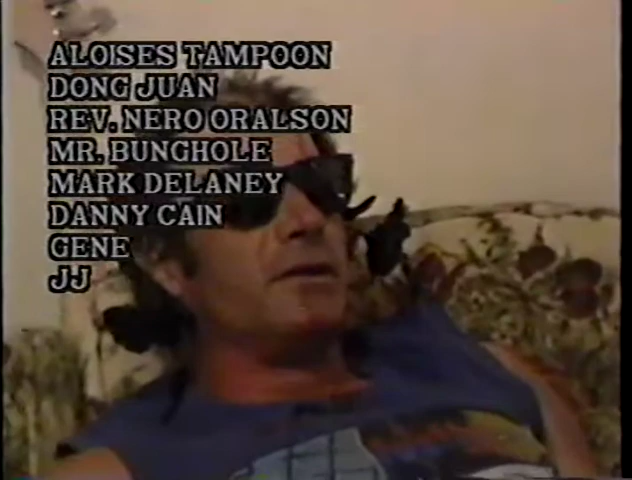 ALOISES TAMPOON
DONG JUAN
REV. NERO ORALSON
MR. BUNGHOLE
MARK DELANEY
DANNY CAIN
GENE
JJ